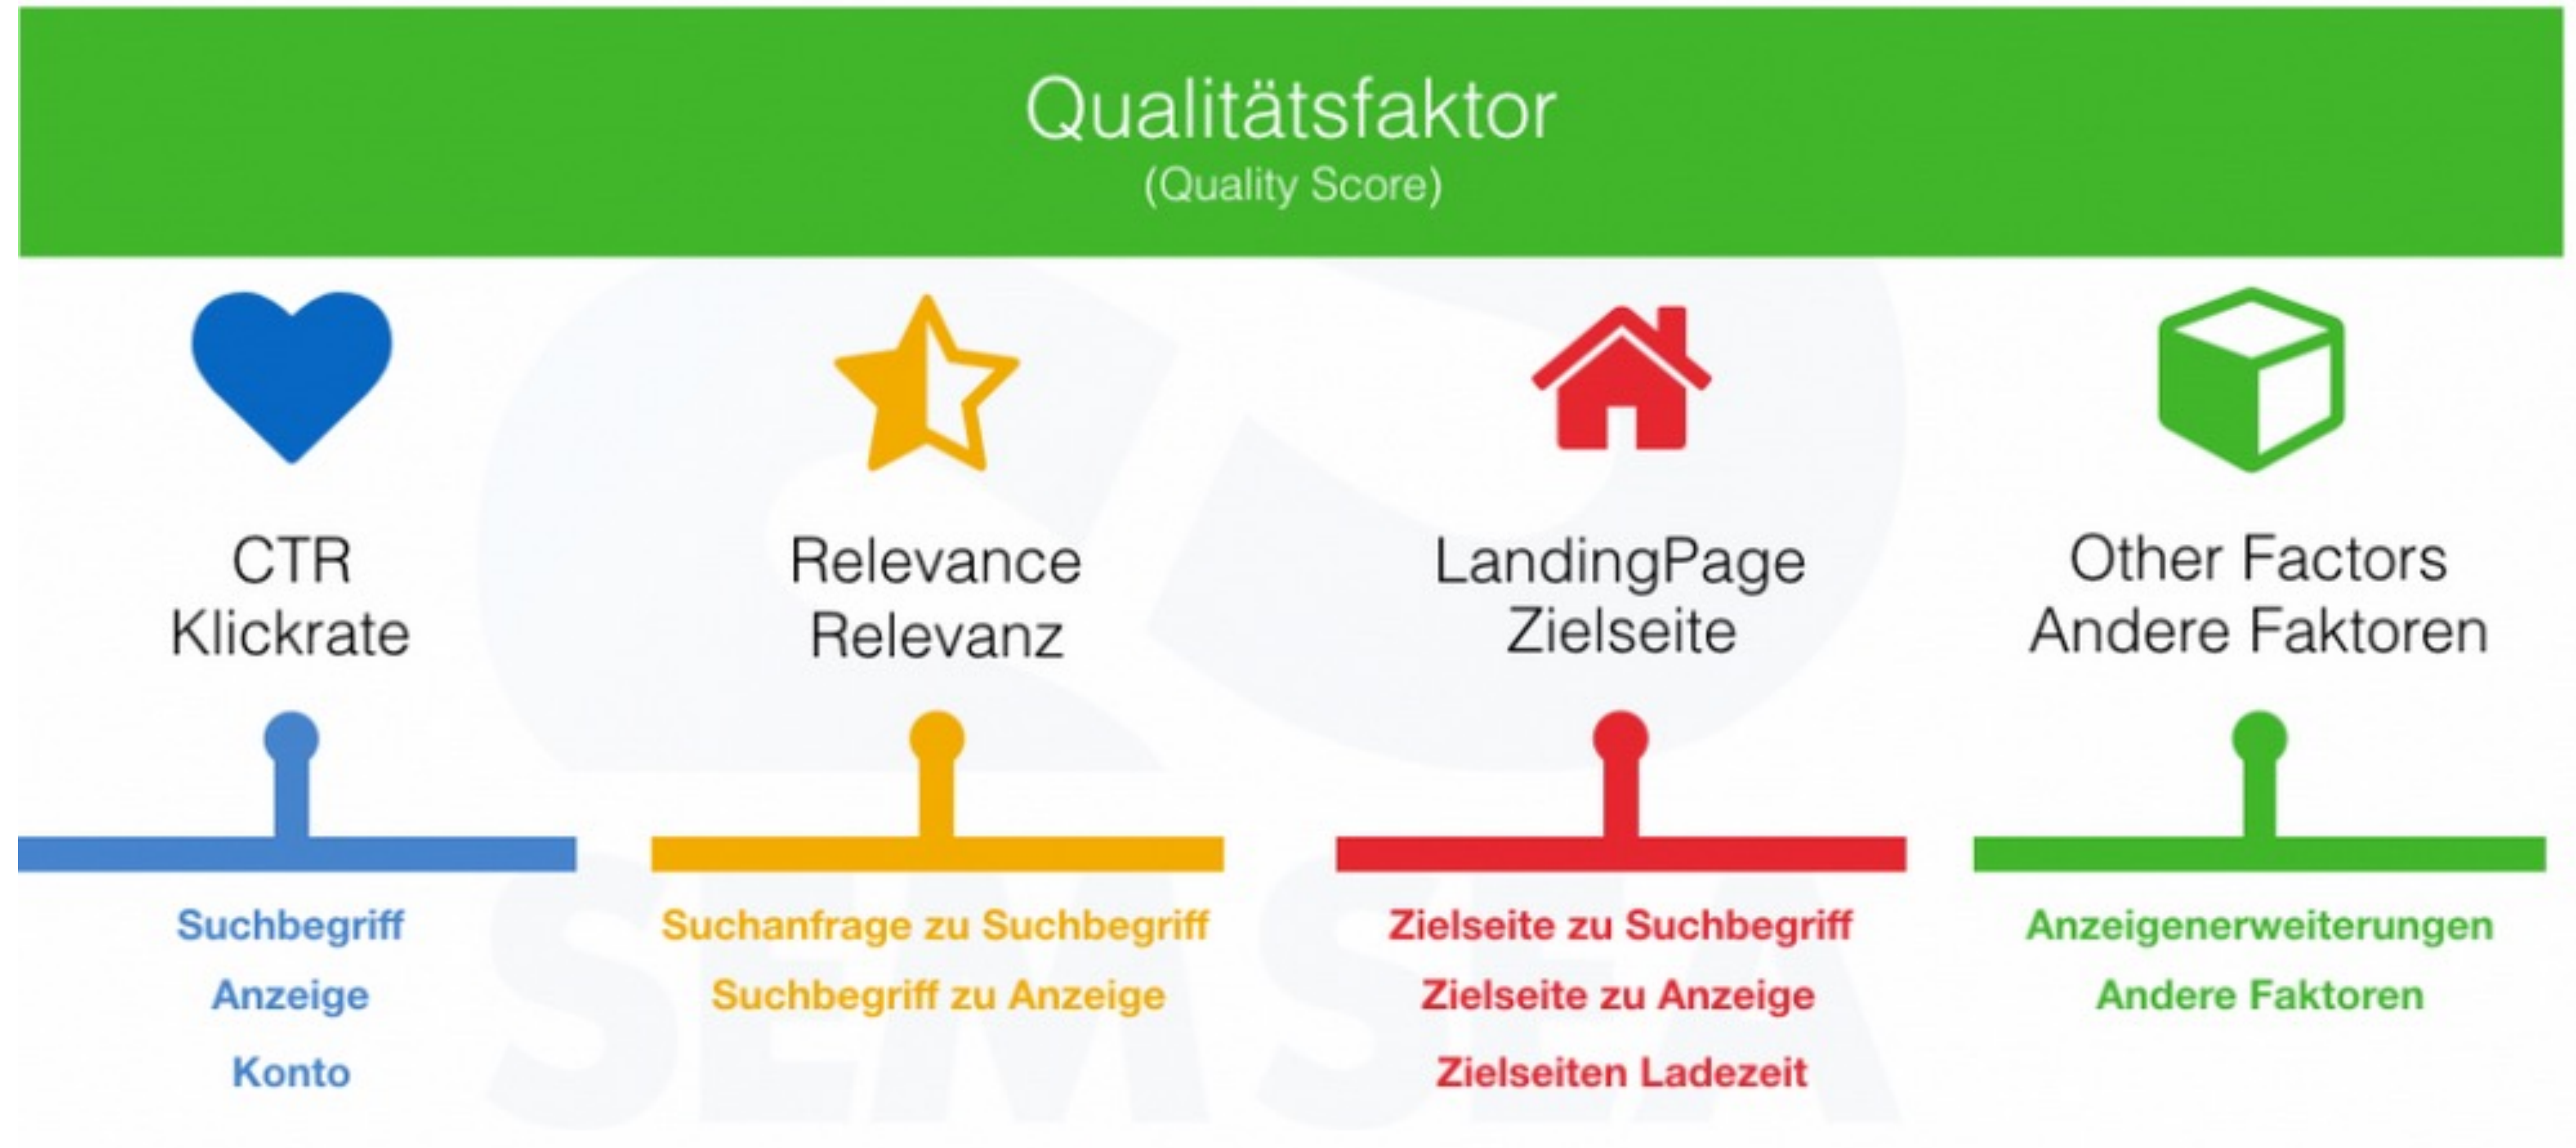 Qualitätsfaktor
(Quality Score)
CTR
Klickrate
Suchbegriff
Anzeige
Konto
Relevance
Relevanz
Suchanfrage zu Suchbegriff
Suchbegriff zu Anzeige
LandingPage
Zielseite
Zielseite zu Suchbegriff
Zielseite zu Anzeige
Zielseiten Ladezeit
Other Factors
Andere Faktoren
Anzeigenerweiterungen
Andere Faktoren
SEMSEA